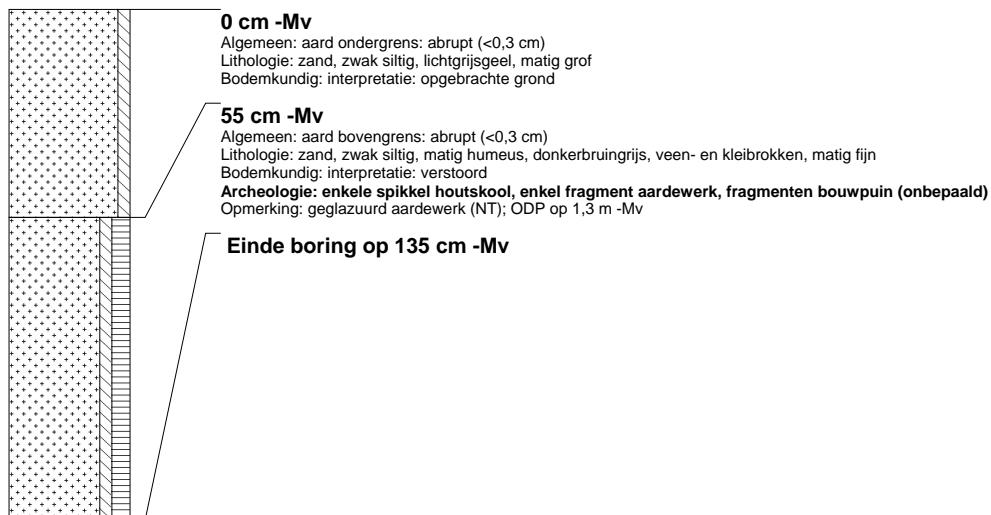 0 cm -Mv
Algemeen: aard ondergrens: abrupt (<0,3 cm)
Lithologie: zand, zwak siltig, lichtgrijsgeel, matig grof
Bodemkundig: interpretatie: opgebrachte grond
55 cm -Mv
Algemeen: aard bovengrens: abrupt (<0,3 cm)
Lithologie: zand, zwak siltig, matig humeus, donkerbruingrijs, veen- en kleibrokken, matig fijn
Bodemkundig: interpretatie: verstoord
Archeologie: enkele spikkel houtskool, enkel fragment aardewerk, fragmenten bouwpuin (onbepaald)
Opmerking: geglazuurd aardewerk (NT); ODP op 1,3 m -Mv
Einde boring op 135 cm -Mv